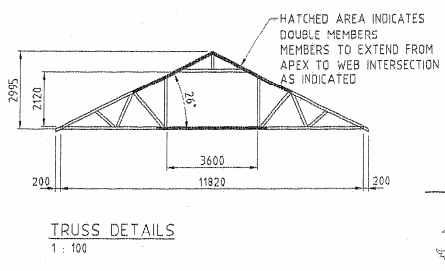 HATCHED AREA INDICATES
DOUBLE MEMBERS
MEMBERS TO EXTEND FROM
APEX TO WEB INTERSECTION
AS INDICATED
2995
2120
26°
3600
200
11820
200
TRUSS DETAILS
1 : 100